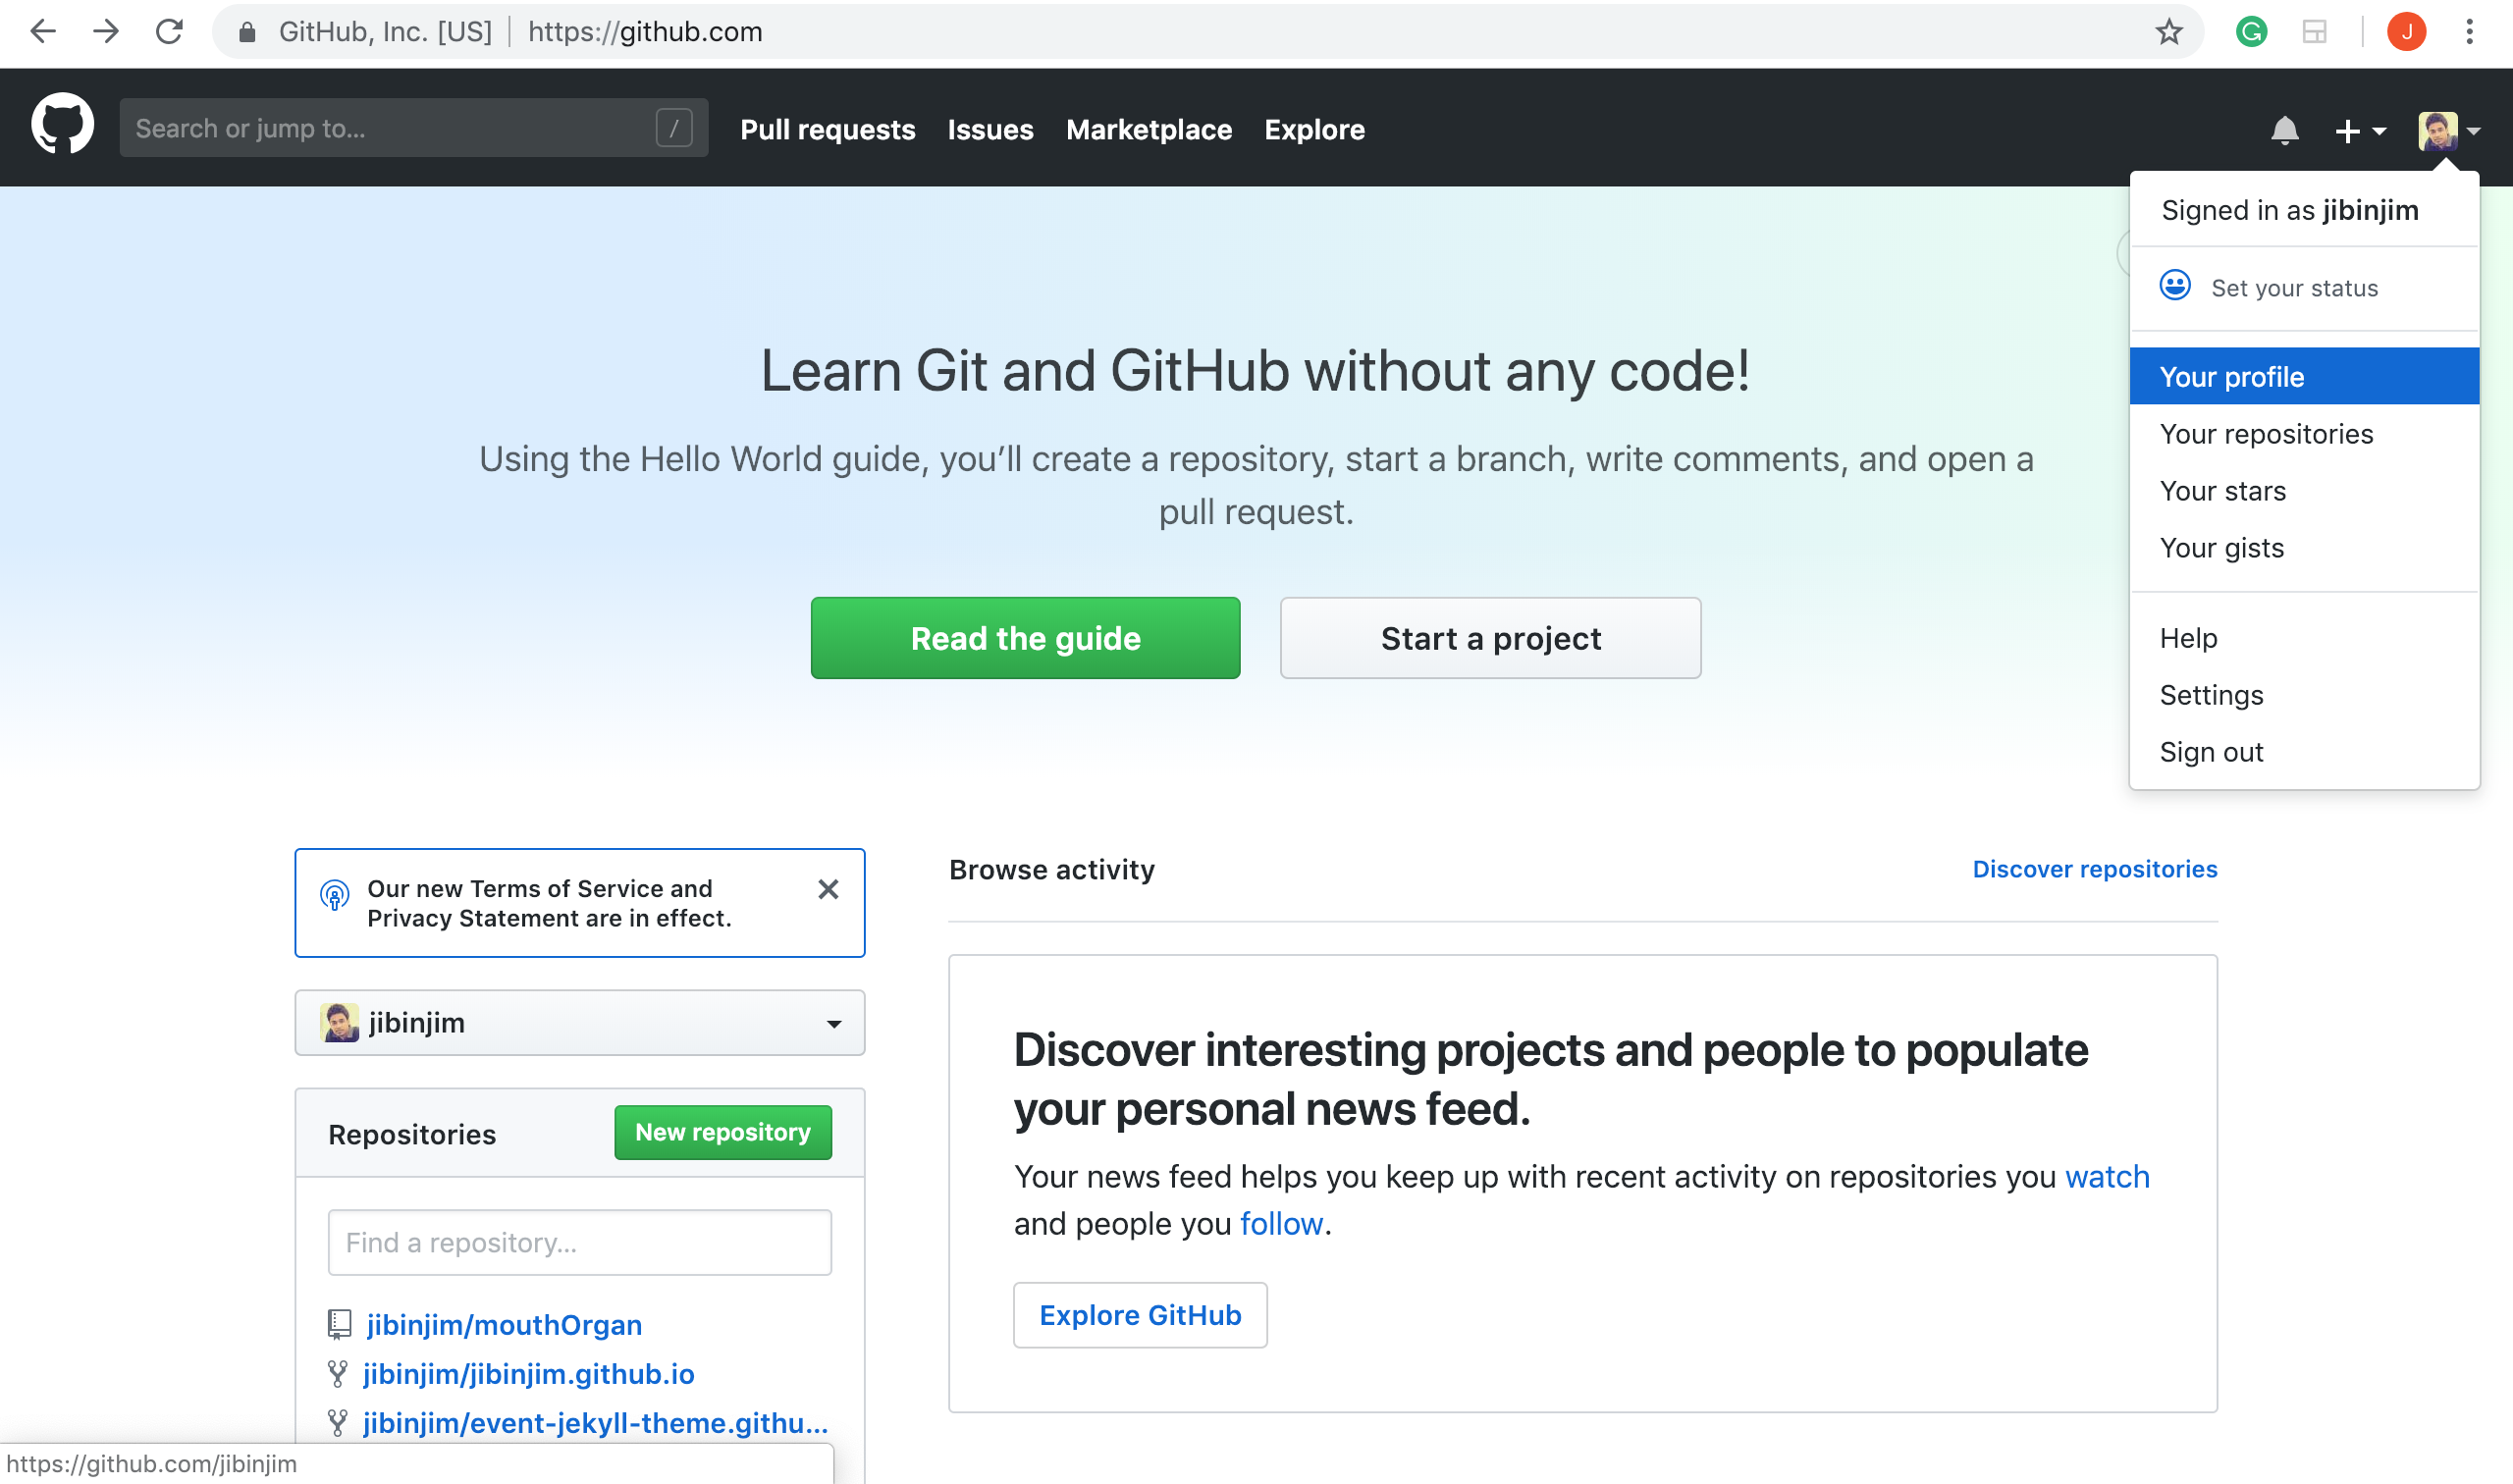 GitHub, Inc. [US] | https://github.com
G
J
Search or jump to...
/
Pull requests
Issues
Marketplace
Explore
Signed in as jibinjim
Set your status
Your profile
Your repositories
Your stars
Your gists
Help
Settings
Sign out
Learn Git and GitHub without any code!
Using the Hello World guide, you’ll create a repository, start a branch, write comments, and open a
pull request.
Read the guide
Start a project
Our new Terms of Service and
Privacy Statement are in effect.
jibinjim
Repositories
New repository
Find a repository...
jibinjim/mouthOrgan
jibinjim/jibinjim.github.io
jibinjim/event-jekyll-theme.githu...
Browse activity
Discover repositories
Discover interesting projects and people to populate
your personal news feed.
Your news feed helps you keep up with recent activity on repositories you watch
and people you follow.
Explore GitHub
https://github.com/jibinjim